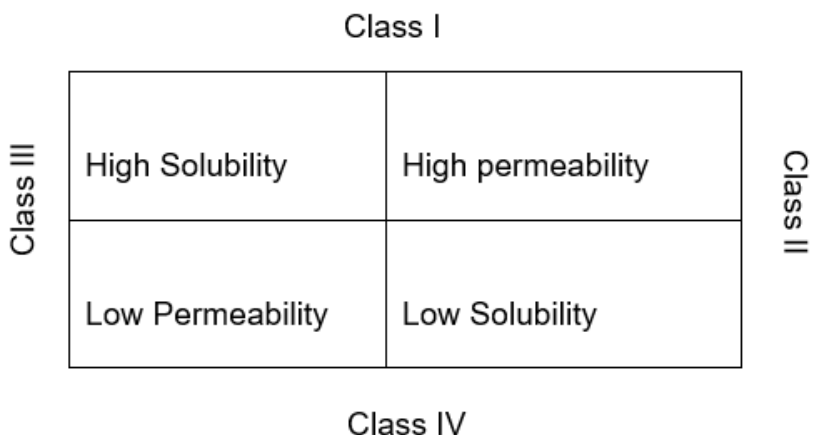 Class I
Class III
High Solubility
High permeability
Class II
Low Permeability
Low Solubility
Class IV